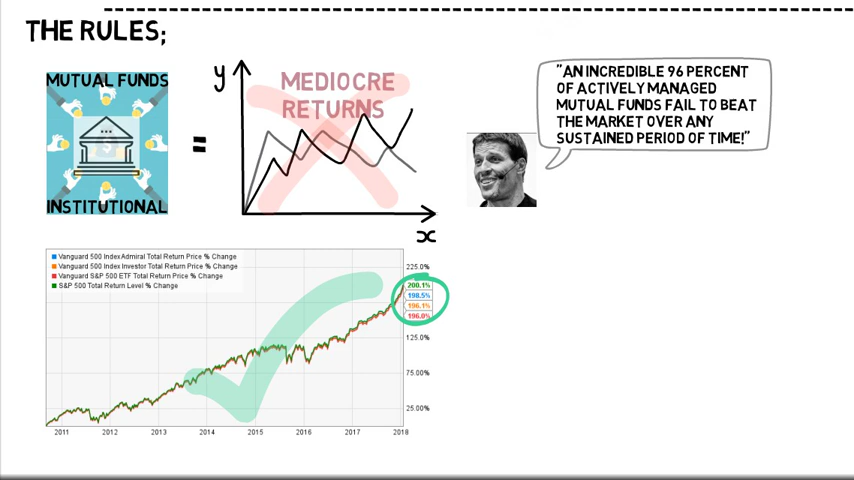 THE RULES;
MUTUAL FUNDS
INSTITUTIONAL
=
y
MEDIOCRE
RETURNS
x
"AN INCREDIBLE 96 PERCENT
OF ACTIVELY MANAGED
MUTUAL FUNDS FAIL TO BEAT
THE MARKET OVER ANY
SUSTAINED PERIOD OF TIME!"
Vanguard 500 Index Admiral Total Return Price % Change
Vanguard 500 Index Investor Total Return Price % Change
Vanguard S&P 500 ETF Total Return Price % Change
S&P 500 Total Return Level % Change
225.0%
200.1%
198.5%
196.1%
196.0%
125.0%
75.00%
25.00%
2011 2012 2013 2014 2015 2016 2017 2018